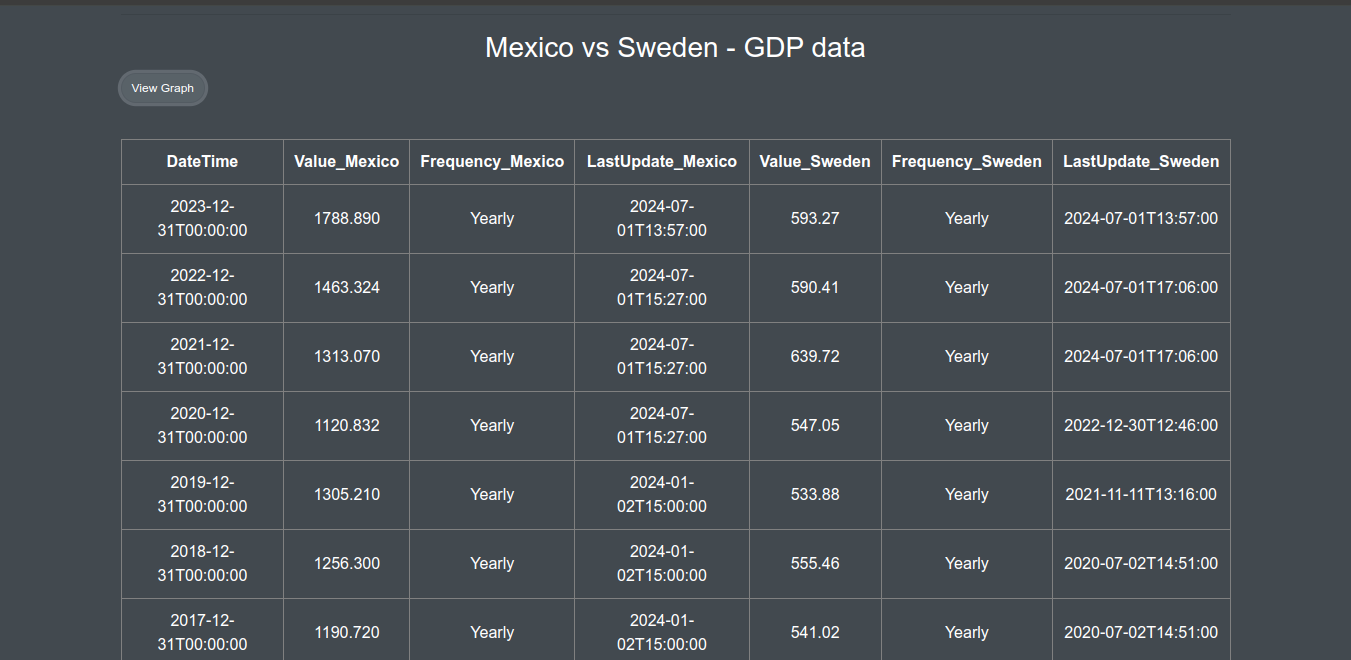 Mexico vs Sweden - GDP data
View Graph
DateTime Value_Mexico Frequency_Mexico LastUpdate_Mexico Value_Sweden Frequency_Sweden LastUpdate_Sweden
2023-12-
31T00:00:00 1788.890 Yearly 2024-07-
01T13:57:00 593.27 Yearly 2024-07-01T13:57:00
2022-12-
31T00:00:00 1463.324 Yearly 2024-07-
01T15:27:00 590.41 Yearly 2024-07-01T17:06:00
2021-12-
31T00:00:00 1313.070 Yearly 2024-07-
01T15:27:00 639.72 Yearly 2024-07-01T17:06:00
2020-12-
31T00:00:00 1120.832 Yearly 2024-07-
01T15:27:00 547.05 Yearly 2022-12-30T12:46:00
2019-12-
31T00:00:00 1305.210 Yearly 2024-01-
02T15:00:00 533.88 Yearly 2021-11-11T13:16:00
2018-12-
31T00:00:00 1256.300 Yearly 2024-01-
02T15:00:00 555.46 Yearly 2020-07-02T14:51:00
2017-12-
31T00:00:00 1190.720 Yearly 2024-01-
02T15:00:00 541.02 Yearly 2020-07-02T14:51:00